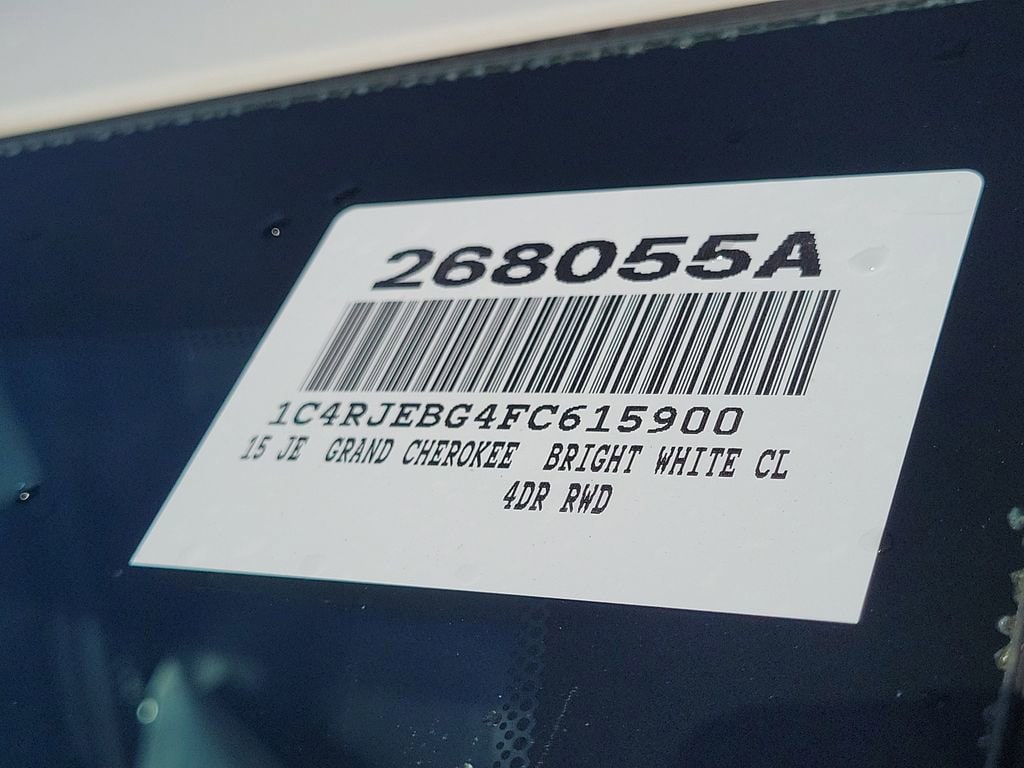 268055A
1C4RJEBG4FC615900
15 JE GRAND CHEROKEE BRIGHT WHITE CL
4DR RWD